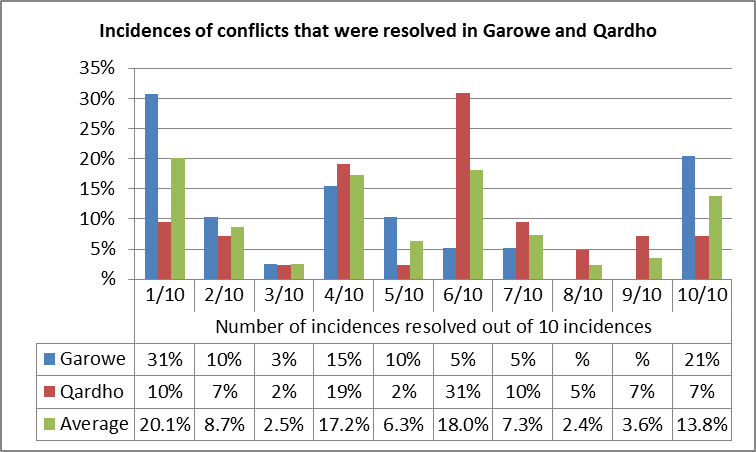 Incidences of conflicts that were resolved in Garowe and Qardho
35%
30%
25%
20%
15%
10%
5%
%
1/10 2/10 3/10 4/10 5/10 6/10 7/10 8/10 9/10 10/10
Number of incidences resolved out of 10 incidences
Garowe 31% 10% 3% 15% 10% 5% 5% % % 21%
Qardho 10% 7% 2% 19% 2% 31% 10% 5% 7% 7%
Average 20.1% 8.7% 2.5% 17.2% 6.3% 18.0% 7.3% 2.4% 3.6% 13.8%